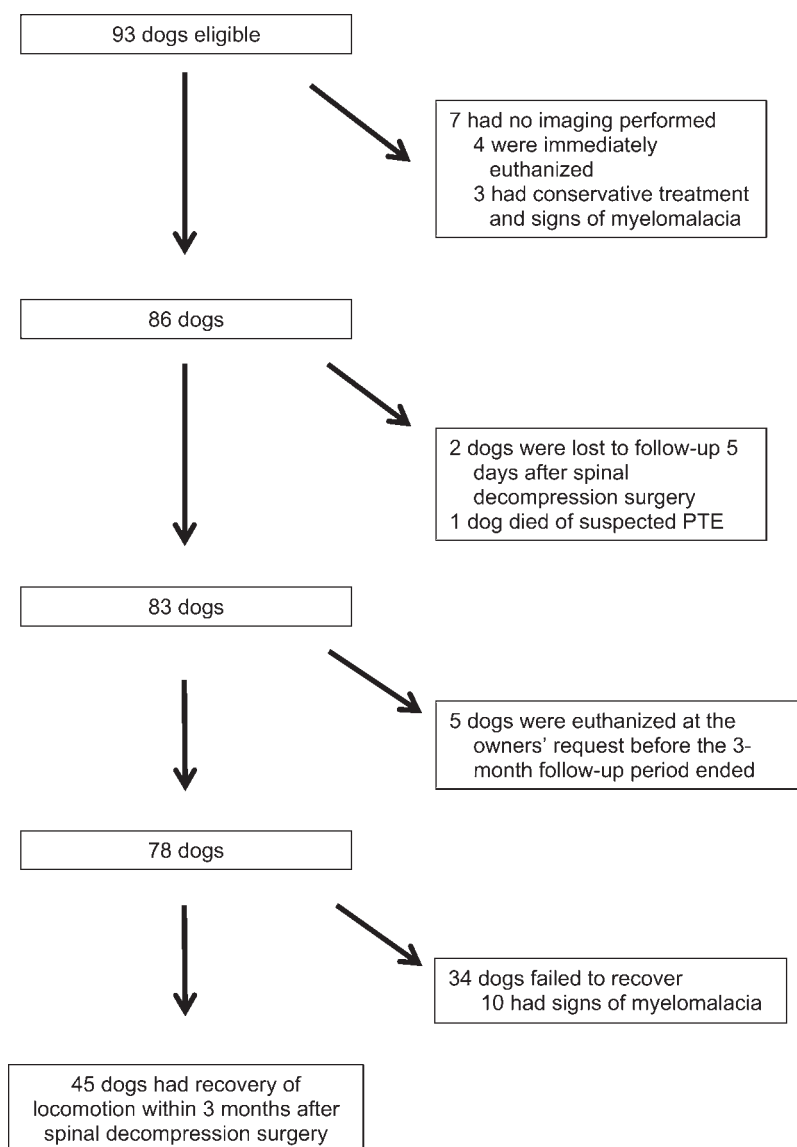 93 dogs eligible
7 had no imaging performed
4 were immediately
euthanized
3 had conservative treatment
and signs of myelomalacia
86 dogs
2 dogs were lost to follow-up 5
days after spinal
decompression surgery
1 dog died of suspected PTE
83 dogs
5 dogs were euthanized at the
owners’ request before the 3-
month follow-up period ended
78 dogs
34 dogs failed to recover
10 had signs of myelomalacia
45 dogs had recovery of
locomotion within 3 months after
spinal decompression surgery